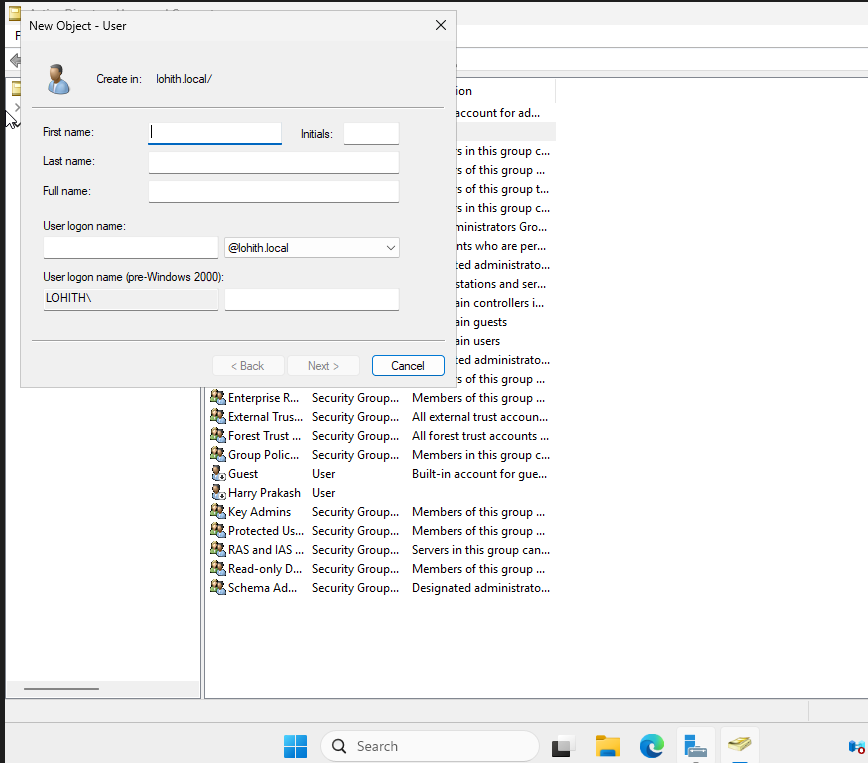 New Object - User
Create in: lohith.local/
First name:
Initials:
Last name:
Full name:
User logon name:
@lohith.local
User logon name (pre-Windows 2000):
LOHITH\
< Back Next > Cancel
ion
account for ad...
s in this group c...
s of this group ...
s of this group t...
s in this group c...
ministrators Gro...
nts who are per...
ted administrato...
stations and ser...
ain controllers i...
ain guests
ain users
ted administrato...
s of this group ...
Enterprise R... Security Group... Members of this group ...
External Trus... Security Group... All external trust accoun...
Forest Trust ... Security Group... All forest trust accounts ...
Group Polic... Security Group... Members in this group c...
Guest User Built-in account for gue...
Harry Prakash User
Key Admins Security Group... Members of this group ...
Protected Us... Security Group... Members of this group ...
RAS and IAS ... Security Group... Servers in this group can...
Read-only D... Security Group... Members of this group ...
Schema Ad... Security Group... Designated administrato...
Search